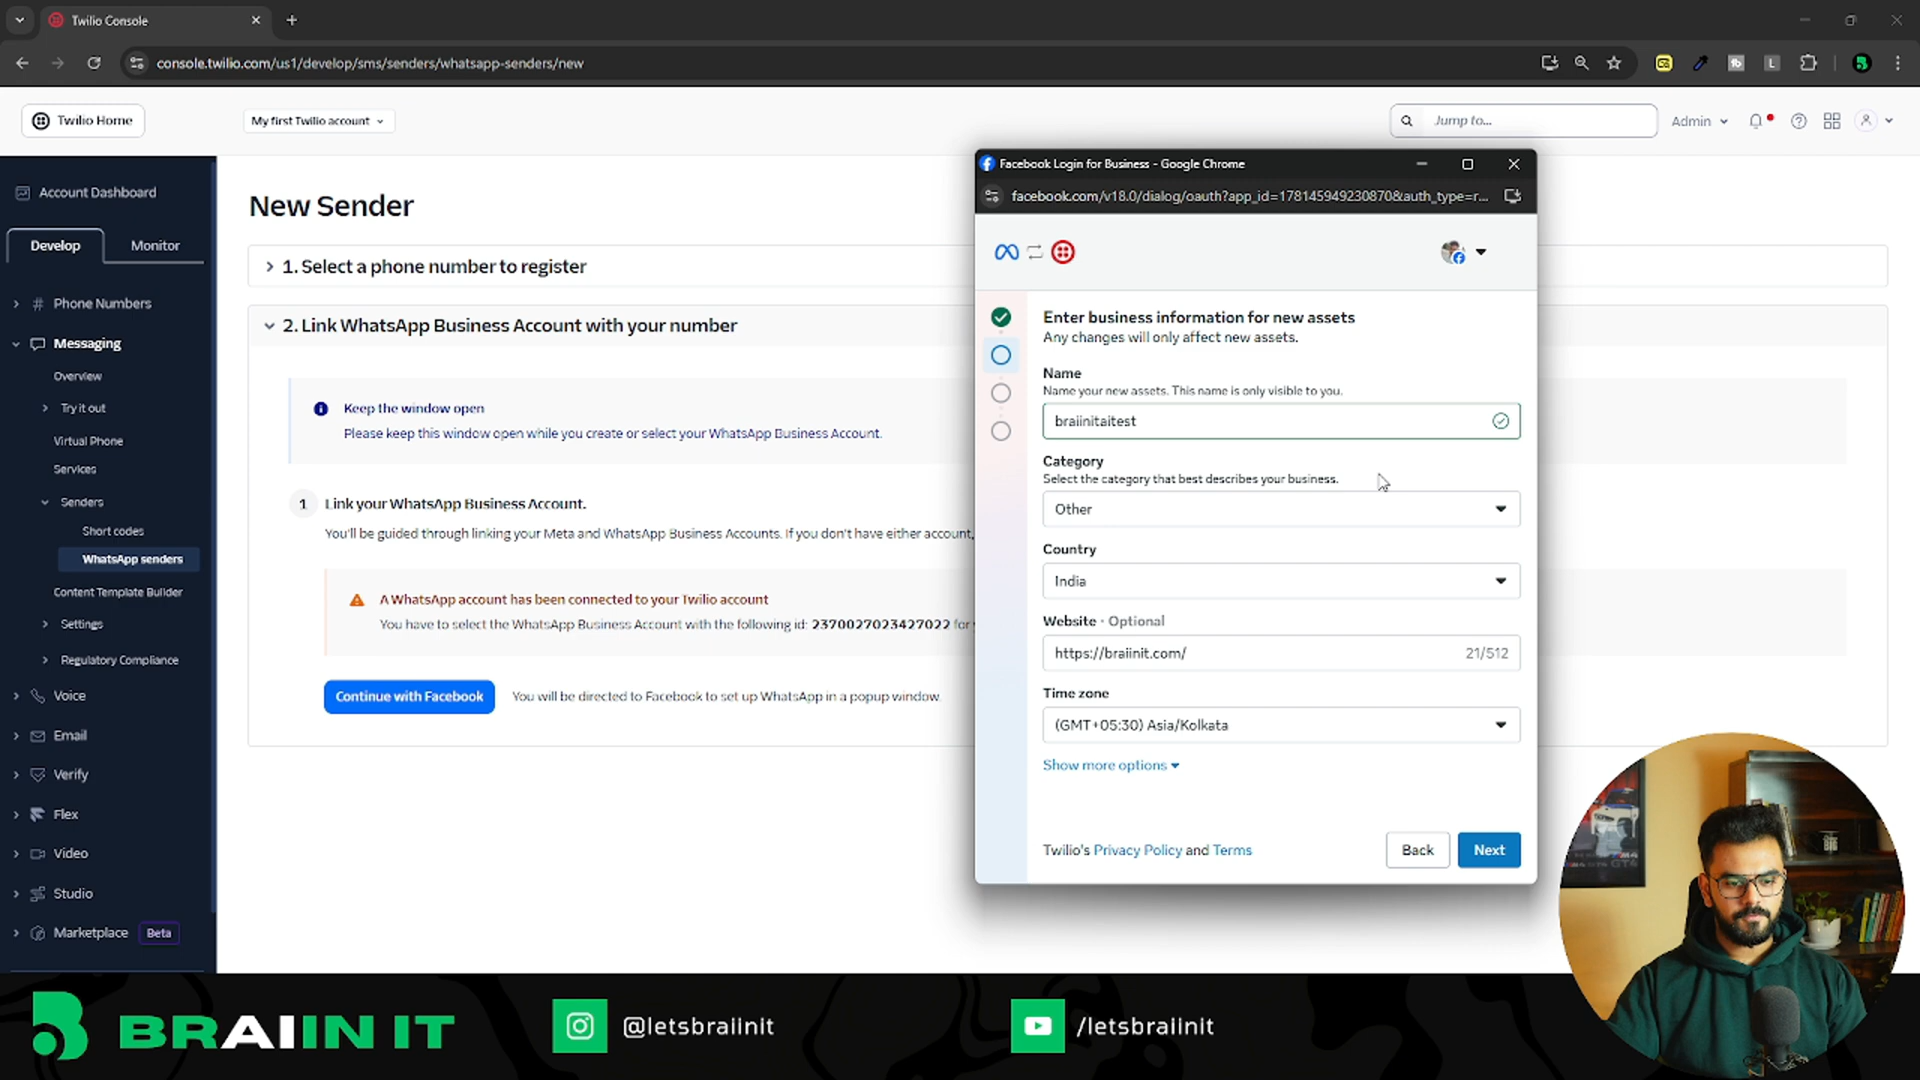 Twilio Console
console.twilio.com/us1/develop/sms/senders/whatsapp-senders/new
Twilio Home
My first Twilio account
Jump to...
Admin
Account Dashboard
Develop
Monitor
Phone Numbers
Messaging
Overview
Try it out
Virtual Phone
Services
Senders
Short codes
WhatsApp senders
Content Template Builder
Settings
Regulatory Compliance
Voice
Email
Verify
Flex
Video
Studio
Marketplace
Beta
New Sender
1. Select a phone number to register
2. Link WhatsApp Business Account with your number
Keep the window open
Please keep this window open while you create or select your WhatsApp Business Account.
1
Link your WhatsApp Business Account.
You'll be guided through linking your Meta and WhatsApp Business Accounts. If you don't have either account,
A WhatsApp account has been connected to your Twilio account
You have to select the WhatsApp Business Account with the following id: 2370027023427022 for
Continue with Facebook
You will be directed to Facebook to set up WhatsApp in a popup window.
Facebook Login for Business - Google Chrome
facebook.com/v18.0/dialog/oauth?app_id=1781459492308708&auth_type=r...
Enter business information for new assets
Any changes will only affect new assets.
Name
Name your new assets. This name is only visible to you.
braiinitaitest
Category
Select the category that best describes your business.
Other
Country
India
Website · Optional
https://braiinit.com/
21/512
Time zone
(GMT+05:30) Asia/Kolkata
Show more options
Twilio's Privacy Policy and Terms
Back
Next
BRAIIN IT
@letsbraiinit
/letsbraiinit